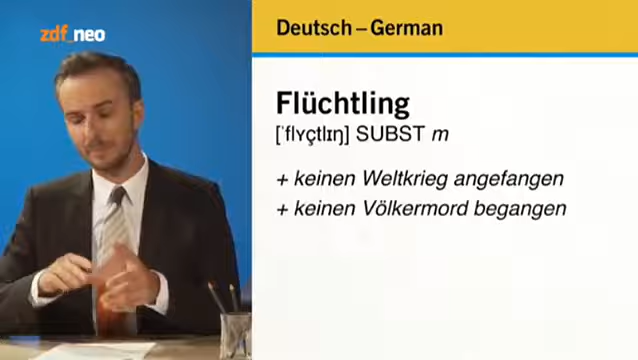 zdf_neo
Deutsch – German
Flüchtling
[ˈflʏçtlɪŋ] SUBST m
+ keinen Weltkrieg angefangen
+ keinen Völkermord begangen